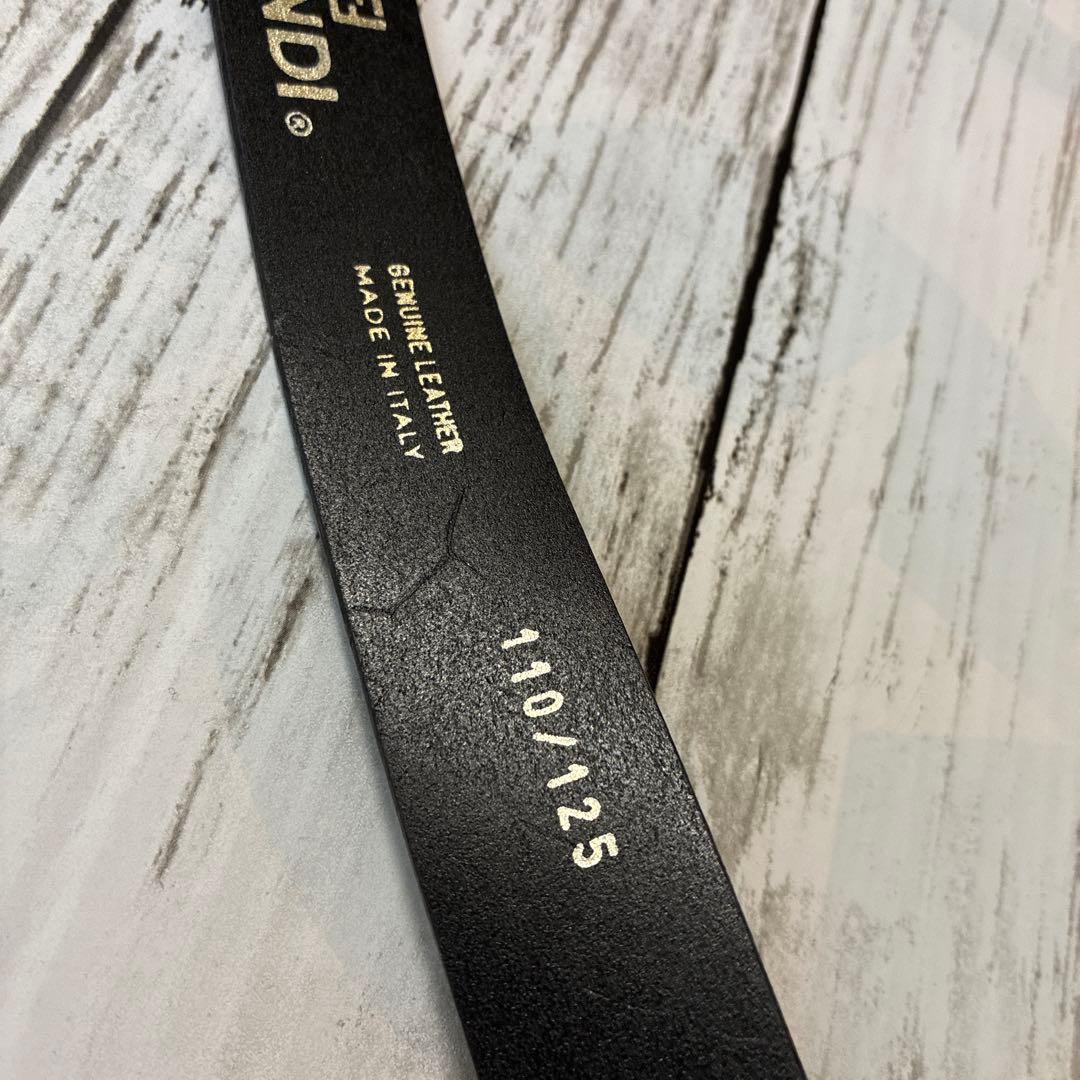 NDI®
GENUINE LEATHER
MADE IN ITALY
110/125